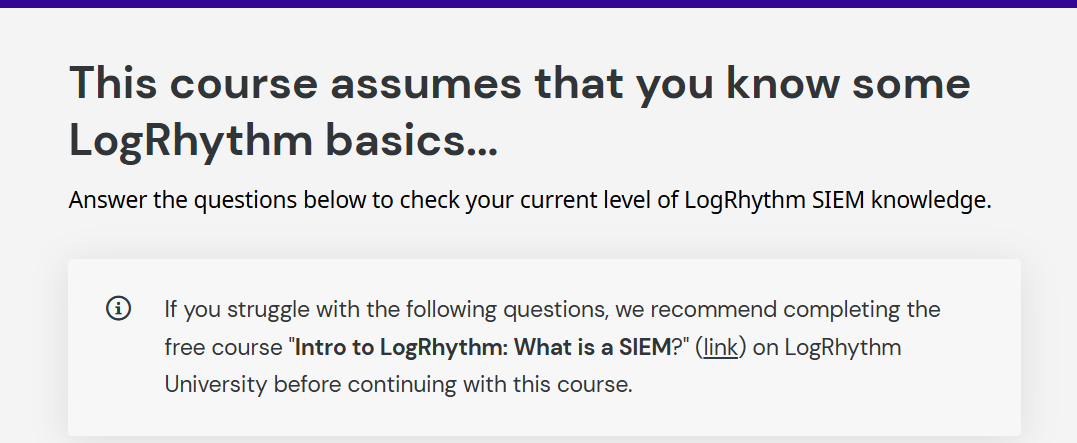 This course assumes that you know some
LogRhythm basics...
Answer the questions below to check your current level of LogRhythm SIEM knowledge.
If you struggle with the following questions, we recommend completing the
free course "Intro to LogRhythm: What is a SIEM?" (link) on LogRhythm
University before continuing with this course.